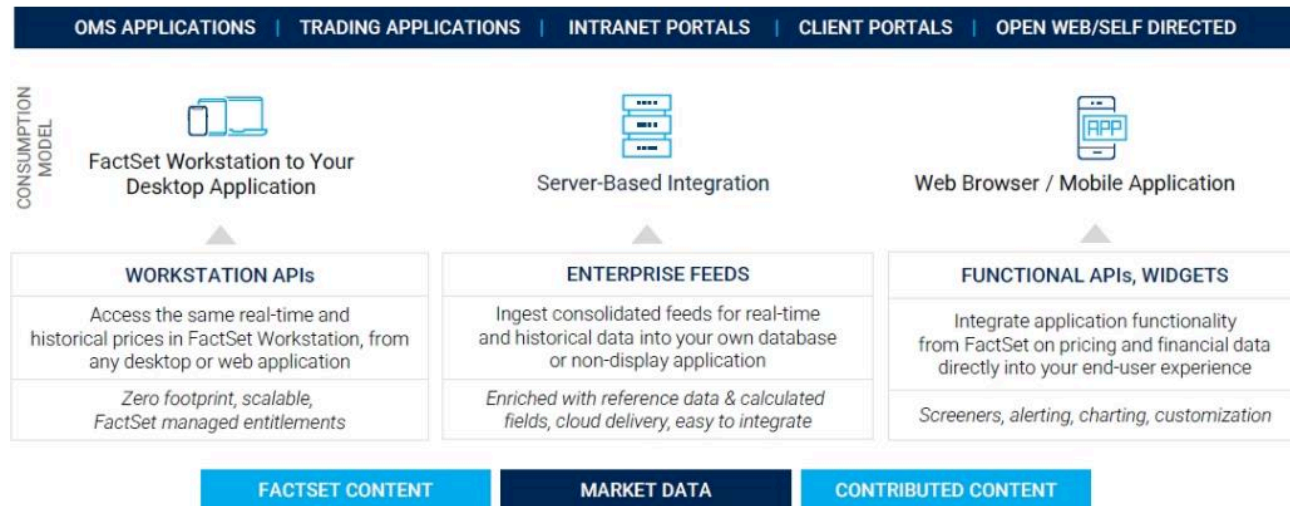 OMS APPLICATIONS | TRADING APPLICATIONS | INTRANET PORTALS | CLIENT PORTALS | OPEN WEB/SELF DIRECTED
CONSUMPTION
MODEL
FactSet Workstation to Your
Desktop Application
Server-Based Integration
APP
Web Browser / Mobile Application
WORKSTATION APIs
Access the same real-time and
historical prices in FactSet Workstation, from
any desktop or web application
Zero footprint, scalable,
FactSet managed entitlements
ENTERPRISE FEEDS
Ingest consolidated feeds for real-time
and historical data into your own database
or non-display application
Enriched with reference data & calculated
fields, cloud delivery, easy to integrate
FUNCTIONAL APIs, WIDGETS
Integrate application functionality
from FactSet on pricing and financial data
directly into your end-user experience
Screeners, alerting, charting, customization
FACTSET CONTENT
MARKET DATA
CONTRIBUTED CONTENT